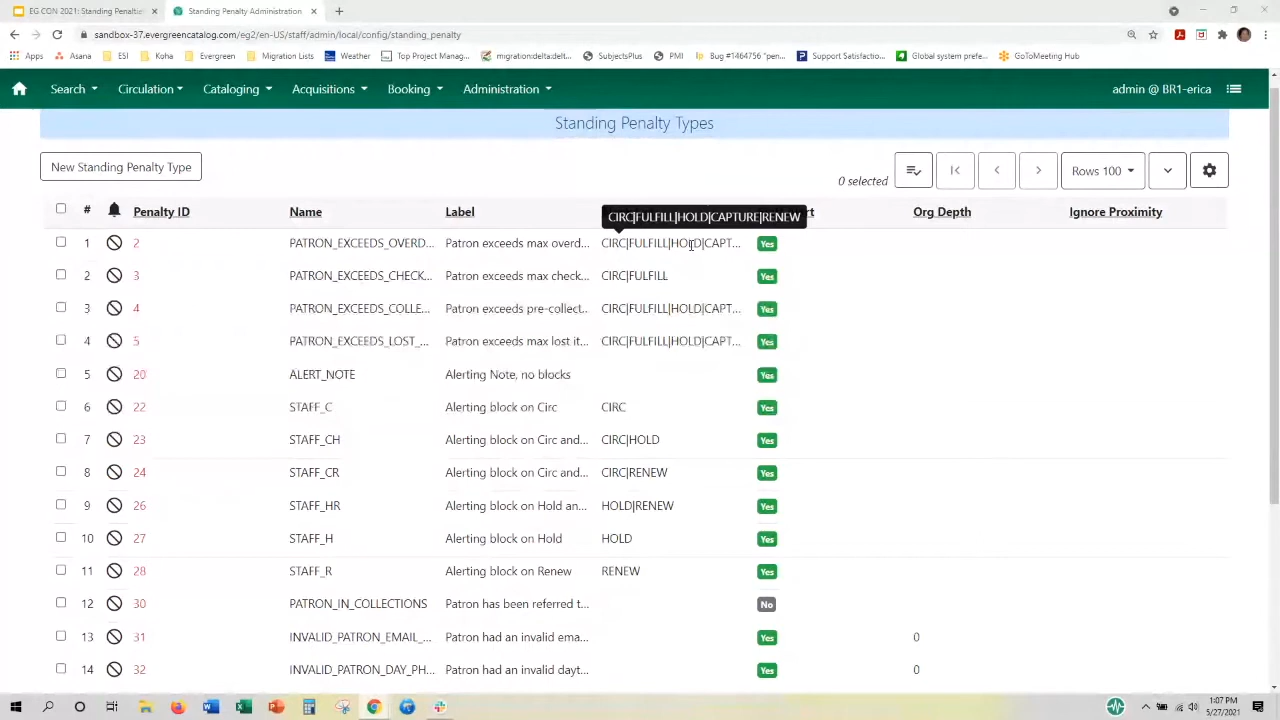 EG CON 2021: Standing Penaltie
Standing Penalty Administration
sandbox-37.evergreencatalog.com/eg2/en-US/staff/admin/local/config/standing_penalty
Apps Asana ESI Koha Evergreen Weather Top Project Manag... migration:delta:delt... SubjectsPlus PMI Bug #1464756 "pen... Support Satisfactio... Global system prefe... GoToMeeting Hub
Search Circulation Cataloging Acquisitions Booking Administration admin @ BR1-erica
Standing Penalty Types
New Standing Penalty Type 0 selected Rows 100
# Penalty ID Name Label Org Depth Ignore Proximity
CIRC|FULFILL|HOLD|CAPTURE|RENEW
1 2 PATRON_EXCEEDS_OVERD... Patron exceeds max overd... CIRC|FULFILL|HOLD|CAPT... Yes
2 3 PATRON_EXCEEDS_CHECK... Patron exceeds max check... CIRC|FULFILL Yes
3 4 PATRON_EXCEEDS_COLLE... Patron exceeds pre-collect... CIRC|FULFILL|HOLD|CAPT... Yes
4 5 PATRON_EXCEEDS_LOST_... Patron exceeds max lost it... CIRC|FULFILL|HOLD|CAPT... Yes
5 20 ALERT_NOTE Alerting Note, no blocks Yes
6 22 STAFF_C Alerting block on Circ CIRC Yes
7 23 STAFF_CH Alerting block on Circ and... CIRC|HOLD Yes
8 24 STAFF_CR Alerting block on Circ and... CIRC|RENEW Yes
9 26 STAFF_HR Alerting block on Hold an... HOLD|RENEW Yes
10 27 STAFF_H Alerting block on Hold HOLD Yes
11 28 STAFF_R Alerting block on Renew RENEW Yes
12 30 PATRON_IN_COLLECTIONS Patron has been referred t... No
13 31 INVALID_PATRON_EMAIL_... Patron had an invalid ema... Yes 0
14 32 INVALID_PATRON_DAY_PH... Patron had an invalid dayt... Yes 0
1:07 PM
5/27/2021